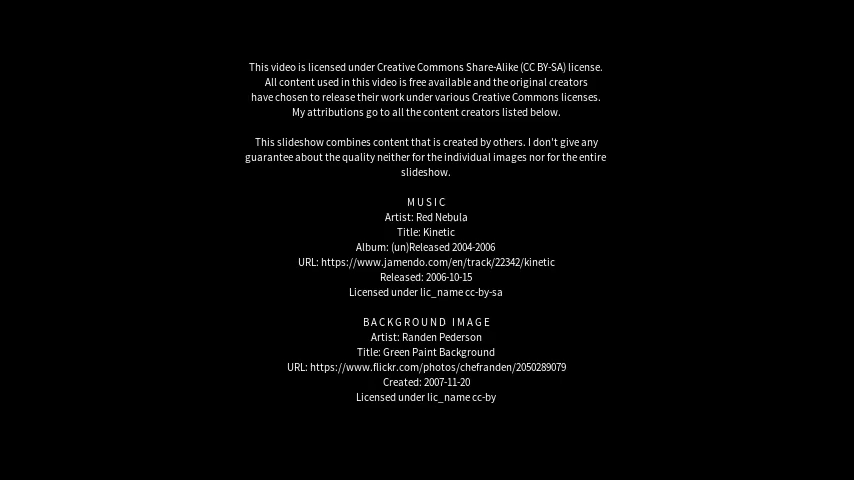 This video is licensed under Creative Commons Share-Alike (CC BY-SA) license.
All content used in this video is free available and the original creators
have chosen to release their work under various Creative Commons licenses.
My attributions go to all the content creators listed below.
This slideshow combines content that is created by others. I don't give any
guarantee about the quality neither for the individual images nor for the entire
slideshow.
MUSIC
Artist: Red Nebula
Title: Kinetic
Album: (un)Released 2004-2006
URL: https://www.jamendo.com/en/track/22342/kinetic
Released: 2006-10-15
Licensed under lic_name cc-by-sa
BACKGROUND IMAGE
Artist: Randen Pederson
Title: Green Paint Background
URL: https://www.flickr.com/photos/chefranden/2050289079
Created: 2007-11-20
Licensed under lic_name cc-by